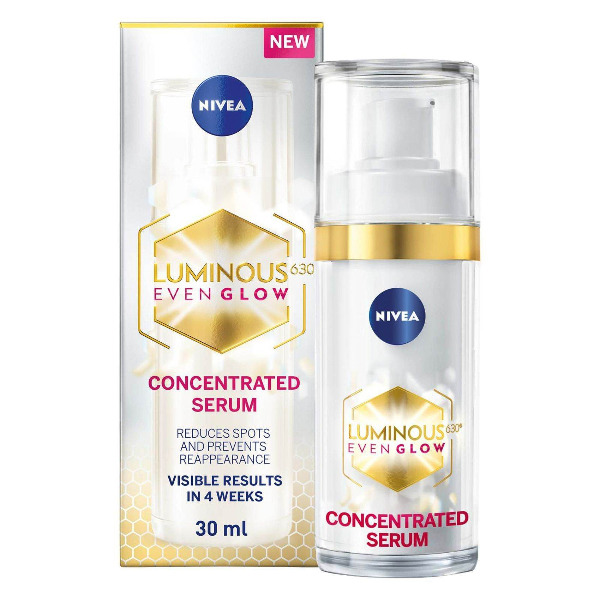 NEW
NIVEA
LUMINOUS630
EVEN GLOW
CONCENTRATED
SERUM
REDUCES SPOTS
AND PREVENTS
REAPPEARANCE
VISIBLE RESULTS
IN 4 WEEKS
30 ml
NIVEA
LUMINOUS630®
EVEN GLOW
CONCENTRATED
SERUM